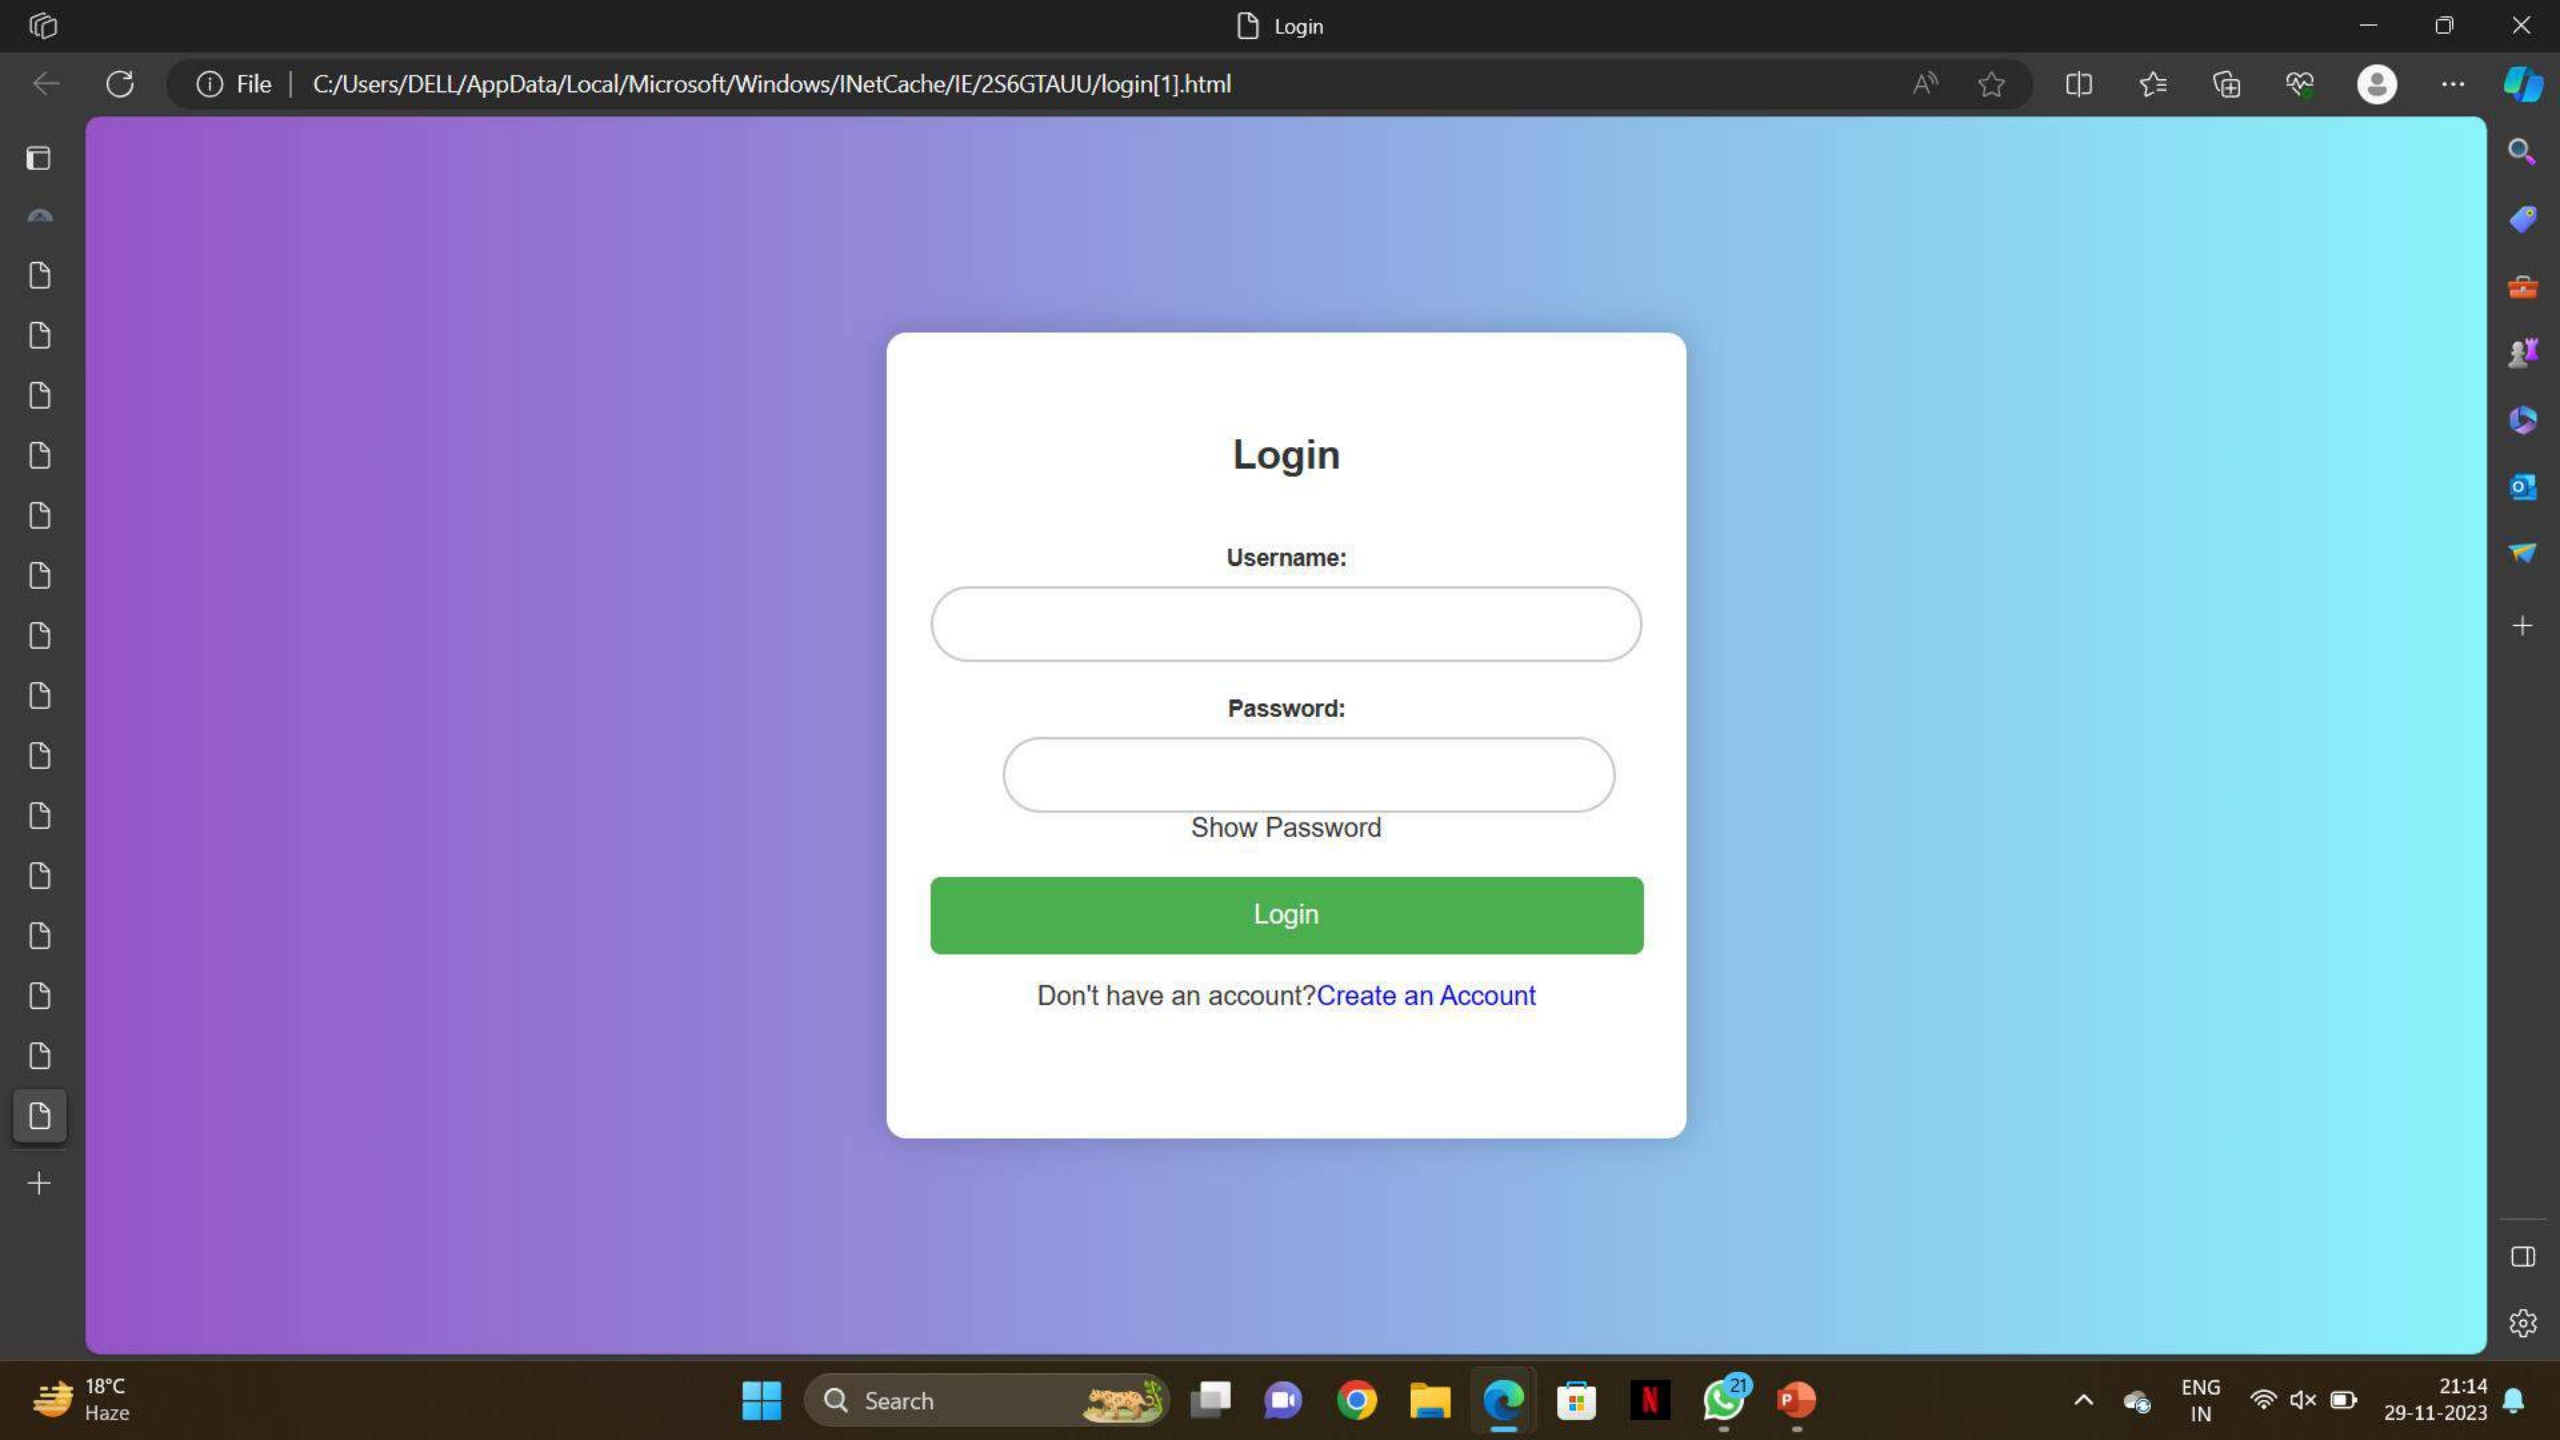 Login
File
C:/Users/DELL/AppData/Local/Microsoft/Windows/INetCache/IE/2S6GTAUU/login[1].html
Login
Username:
Password:
Show Password
Login
Don't have an account?Create an Account
18°C
Haze
Search
21
ENG
IN
21:14
29-11-2023